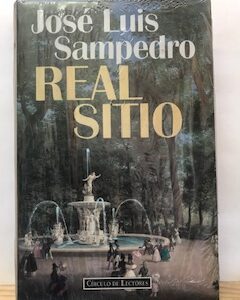 José Luis
Sampedro
REAL
SITIO
CÍRCULO DE LECTORES